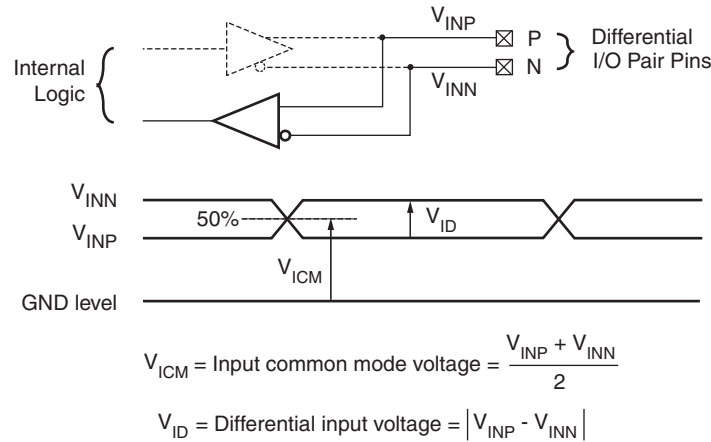 V_INP
P
Differential
I/O Pair Pins
N
V_INN
Internal
Logic
V_INN
50%
V_ID
V_INP
V_ICM
GND level
V_ICM = Input common mode voltage = (V_INP + V_INN) / 2
V_ID = Differential input voltage = |V_INP - V_INN|